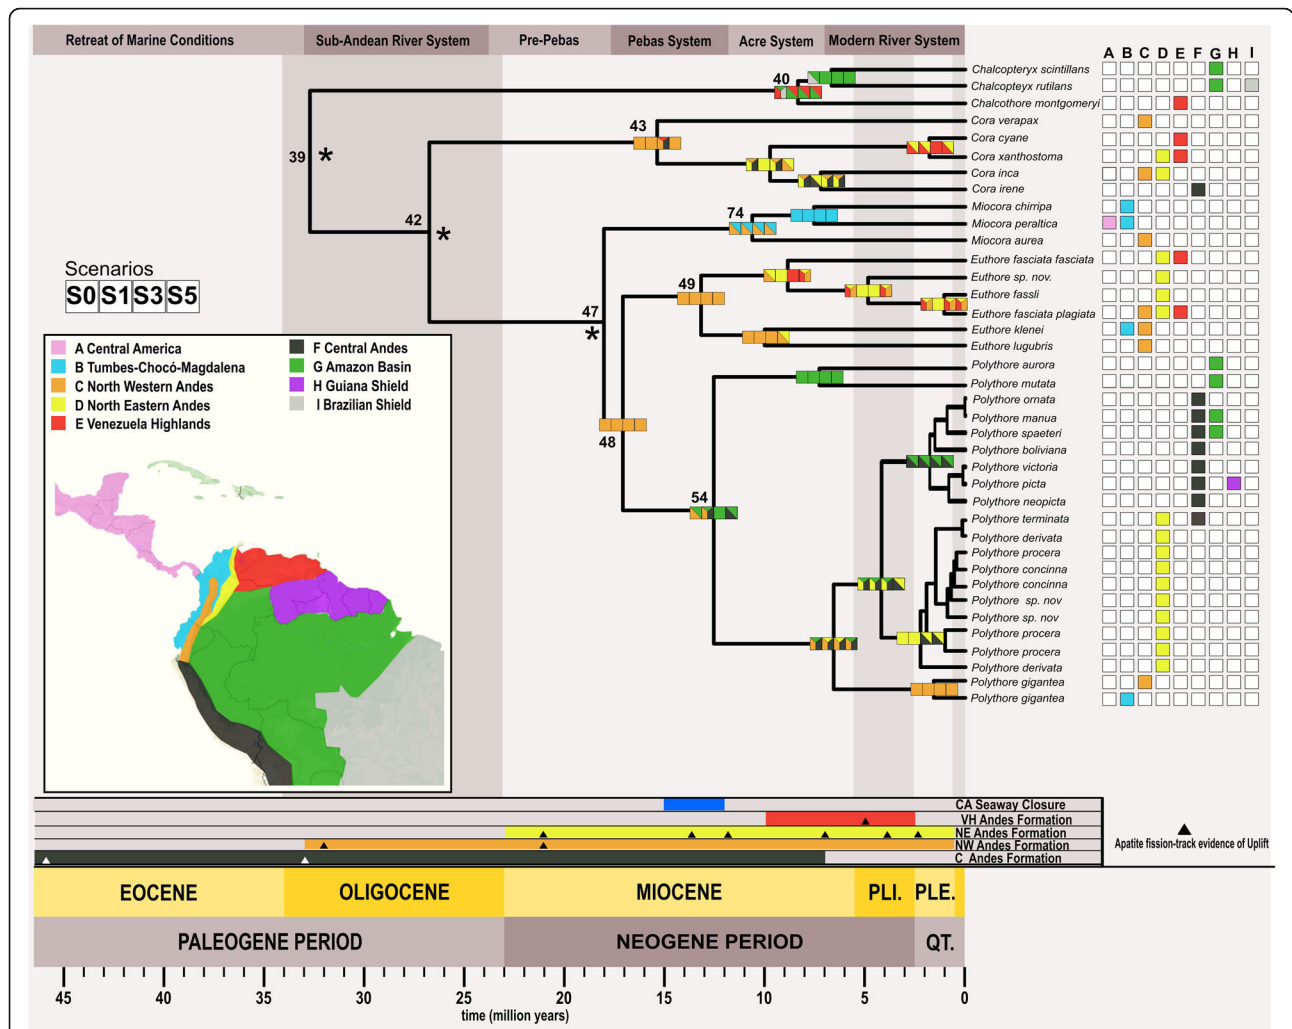 Retreat of Marine Conditions
Sub-Andean River System
Pre-Pebas
Pebas System
Acre System
Modern River System
A B C D E F G H I
Chalcopteryx scintillans
Chalcopteyx rutilans
Chalcothore montgomeryi
Cora verapax
Cora cyane
Cora xanthostoma
Cora inca
Cora irene
Miocora chirripa
Miocora peraltica
Miocora aurea
Euthore fasciata fasciata
Euthore sp. nov.
Euthore fassli
Euthore fasciata plagiata
Euthore klenei
Euthore lugubris
Polythore aurora
Polythore mutata
Polythore ornata
Polythore manua
Polythore spaeteri
Polythore boliviana
Polythore victoria
Polythore picta
Polythore neopicta
Polythore terminata
Polythore derivata
Polythore procera
Polythore concinna
Polythore concinna
Polythore sp. nov
Polythore sp. nov
Polythore procera
Polythore procera
Polythore derivata
Polythore gigantea
Polythore gigantea
40
43
39
*
42
*
74
49
47
*
48
54
Scenarios
S0 S1 S3 S5
A Central America
B Tumbes-Chocó-Magdalena
C North Western Andes
D North Eastern Andes
E Venezuela Highlands
F Central Andes
G Amazon Basin
H Guiana Shield
I Brazilian Shield
CA Seaway Closure
VH Andes Formation
NE Andes Formation
NW Andes Formation
C Andes Formation
Apatite fission-track evidence of Uplift
EOCENE
OLIGOCENE
MIOCENE
PLI.
PLE.
PALEOGENE PERIOD
NEOGENE PERIOD
QT.
45 40 35 30 25 20 15 10 5 0
time (million years)